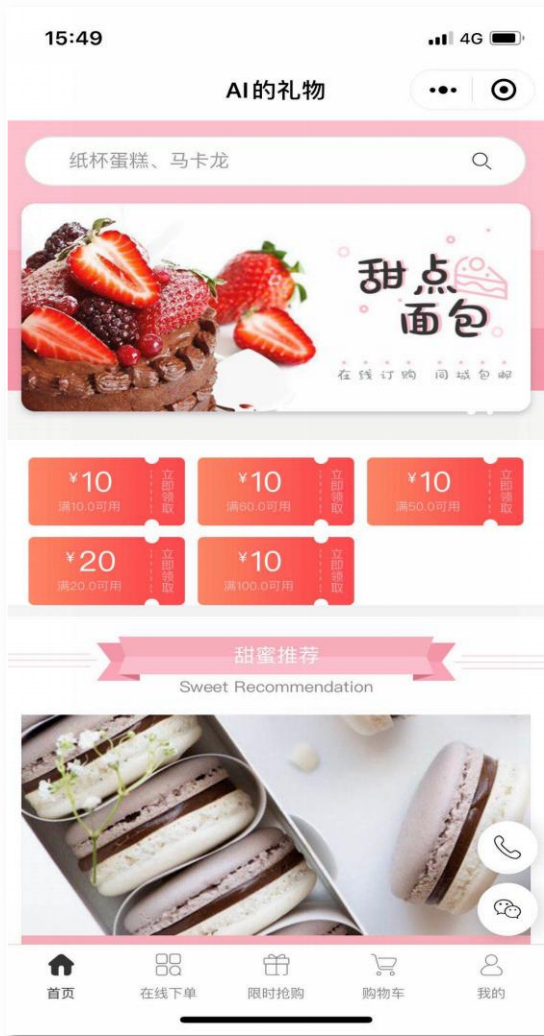 15:49
4G
AI的礼物
纸杯蛋糕、马卡龙
甜点
面包
在线订购 同城包邮
¥10
满10.0可用
立即领取
¥10
满60.0可用
立即领取
¥10
满50.0可用
立即领取
¥20
满20.0可用
立即领取
¥10
满100.0可用
立即领取
甜蜜推荐
Sweet Recommendation
首页
在线下单
限时抢购
购物车
我的